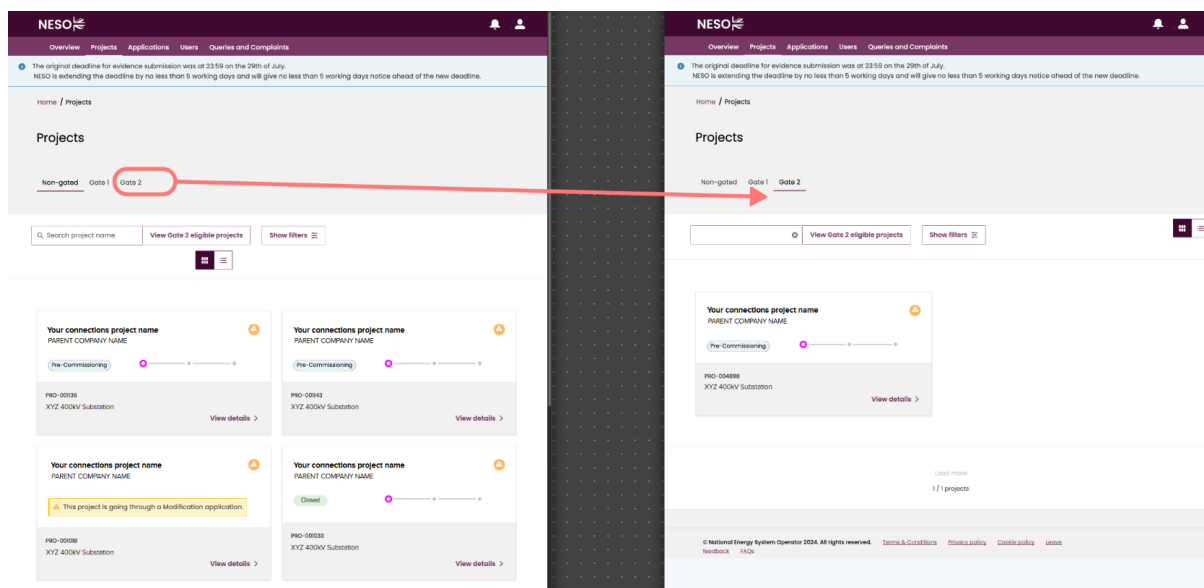 NESO
Overview Projects Applications Users Queries and Complaints
The original deadline for evidence submission was at 23:59 on the 29th of July.
NESO is extending the deadline by no less than 5 working days and will give no less than 5 working days notice ahead of the new deadline.
Home / Projects
Projects
Non-gated Gate 1 Gate 2
Search project name View Gate 2 eligible projects Show filters
Your connections project name
PARENT COMPANY NAME
Pre-Commissioning
PRO-001136
XYZ 400kV Substation
View details >
Your connections project name
PARENT COMPANY NAME
Pre-Commissioning
PRO-001143
XYZ 400kV Substation
View details >
Your connections project name
PARENT COMPANY NAME
This project is going through a Modification application.
PRO-001018
XYZ 400kV Substation
View details >
Your connections project name
PARENT COMPANY NAME
Closed
PRO-001033
XYZ 400kV Substation
View details >
NESO
Overview Projects Applications Users Queries and Complaints
The original deadline for evidence submission was at 23:59 on the 29th of July.
NESO is extending the deadline by no less than 5 working days and will give no less than 5 working days notice ahead of the new deadline.
Home / Projects
Projects
Non-gated Gate 1 Gate 2
View Gate 2 eligible projects Show filters
Your connections project name
PARENT COMPANY NAME
Pre-Commissioning
PRO-004898
XYZ 400kV Substation
View details >
Load more
1 / 1 projects
© National Energy System Operator 2024. All rights reserved. Terms & Conditions Privacy policy Cookie policy Leave
feedback FAQs